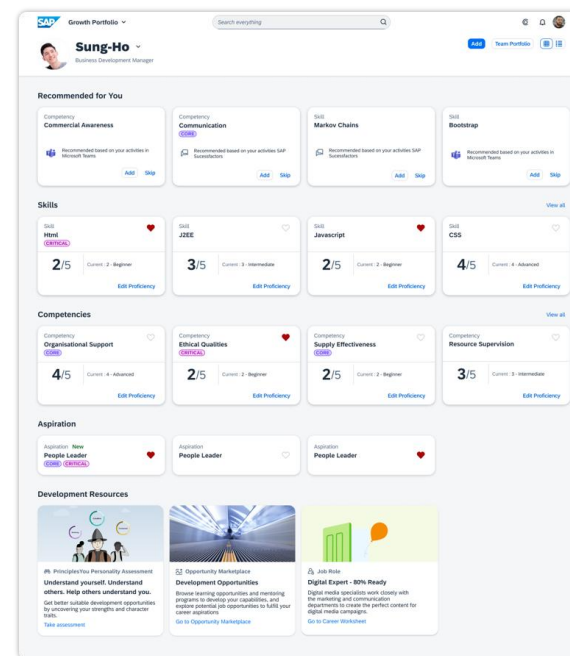 SAP Growth Portfolio
Search everything
Sung-Ho
Business Development Manager
Add
Team Portfolio
Recommended for You
Competency
Commercial Awareness
Recommended based on your activities in
Microsoft Teams
Add Skip
Competency
Communication
CORE
Recommended based on your activities SAP
Successfactors
Add Skip
Skill
Markov Chains
Recommended based on your activities SAP
Successfactors
Add Skip
Skill
Bootstrap
Recommended based on your activities in
Microsoft Teams
Add Skip
Skills
View all
Skill
Html
CRITICAL
2/5
Current : 2 - Beginner
Edit Proficiency
Skill
J2EE
3/5
Current : 3 - Intermediate
Edit Proficiency
Skill
Javascript
2/5
Current : 2 - Beginner
Edit Proficiency
Skill
CSS
4/5
Current : 4 - Advanced
Edit Proficiency
Competencies
View all
Competency
Organisational Support
CORE
4/5
Current : 4 - Advanced
Edit Proficiency
Competency
Ethical Qualities
CRITICAL
2/5
Current : 2 - Beginner
Edit Proficiency
Competency
Supply Effectiveness
CORE
2/5
Current : 2 - Beginner
Edit Proficiency
Competency
Resource Supervision
3/5
Current : 3 - Intermediate
Edit Proficiency
Aspiration
Aspiration New
People Leader
CORE CRITICAL
Aspiration
People Leader
Aspiration
People Leader
Development Resources
PrinciplesYou Personality Assessment
Understand yourself. Understand
others. Help others understand you.
Get better suitable development opportunities
by uncovering your strengths and character
traits.
Take assessment
Opportunity Marketplace
Development Opportunities
Browse learning opportunities and mentoring
programs to develop your capabilities, and
explore potential job opportunities to fulfill your
career aspirations
Go to Opportunity Marketplace
Job Role
Digital Expert - 80% Ready
Digital media specialists work closely with
the marketing and communication
departments to create the perfect content for
digital media campaigns.
Go to Career Worksheet